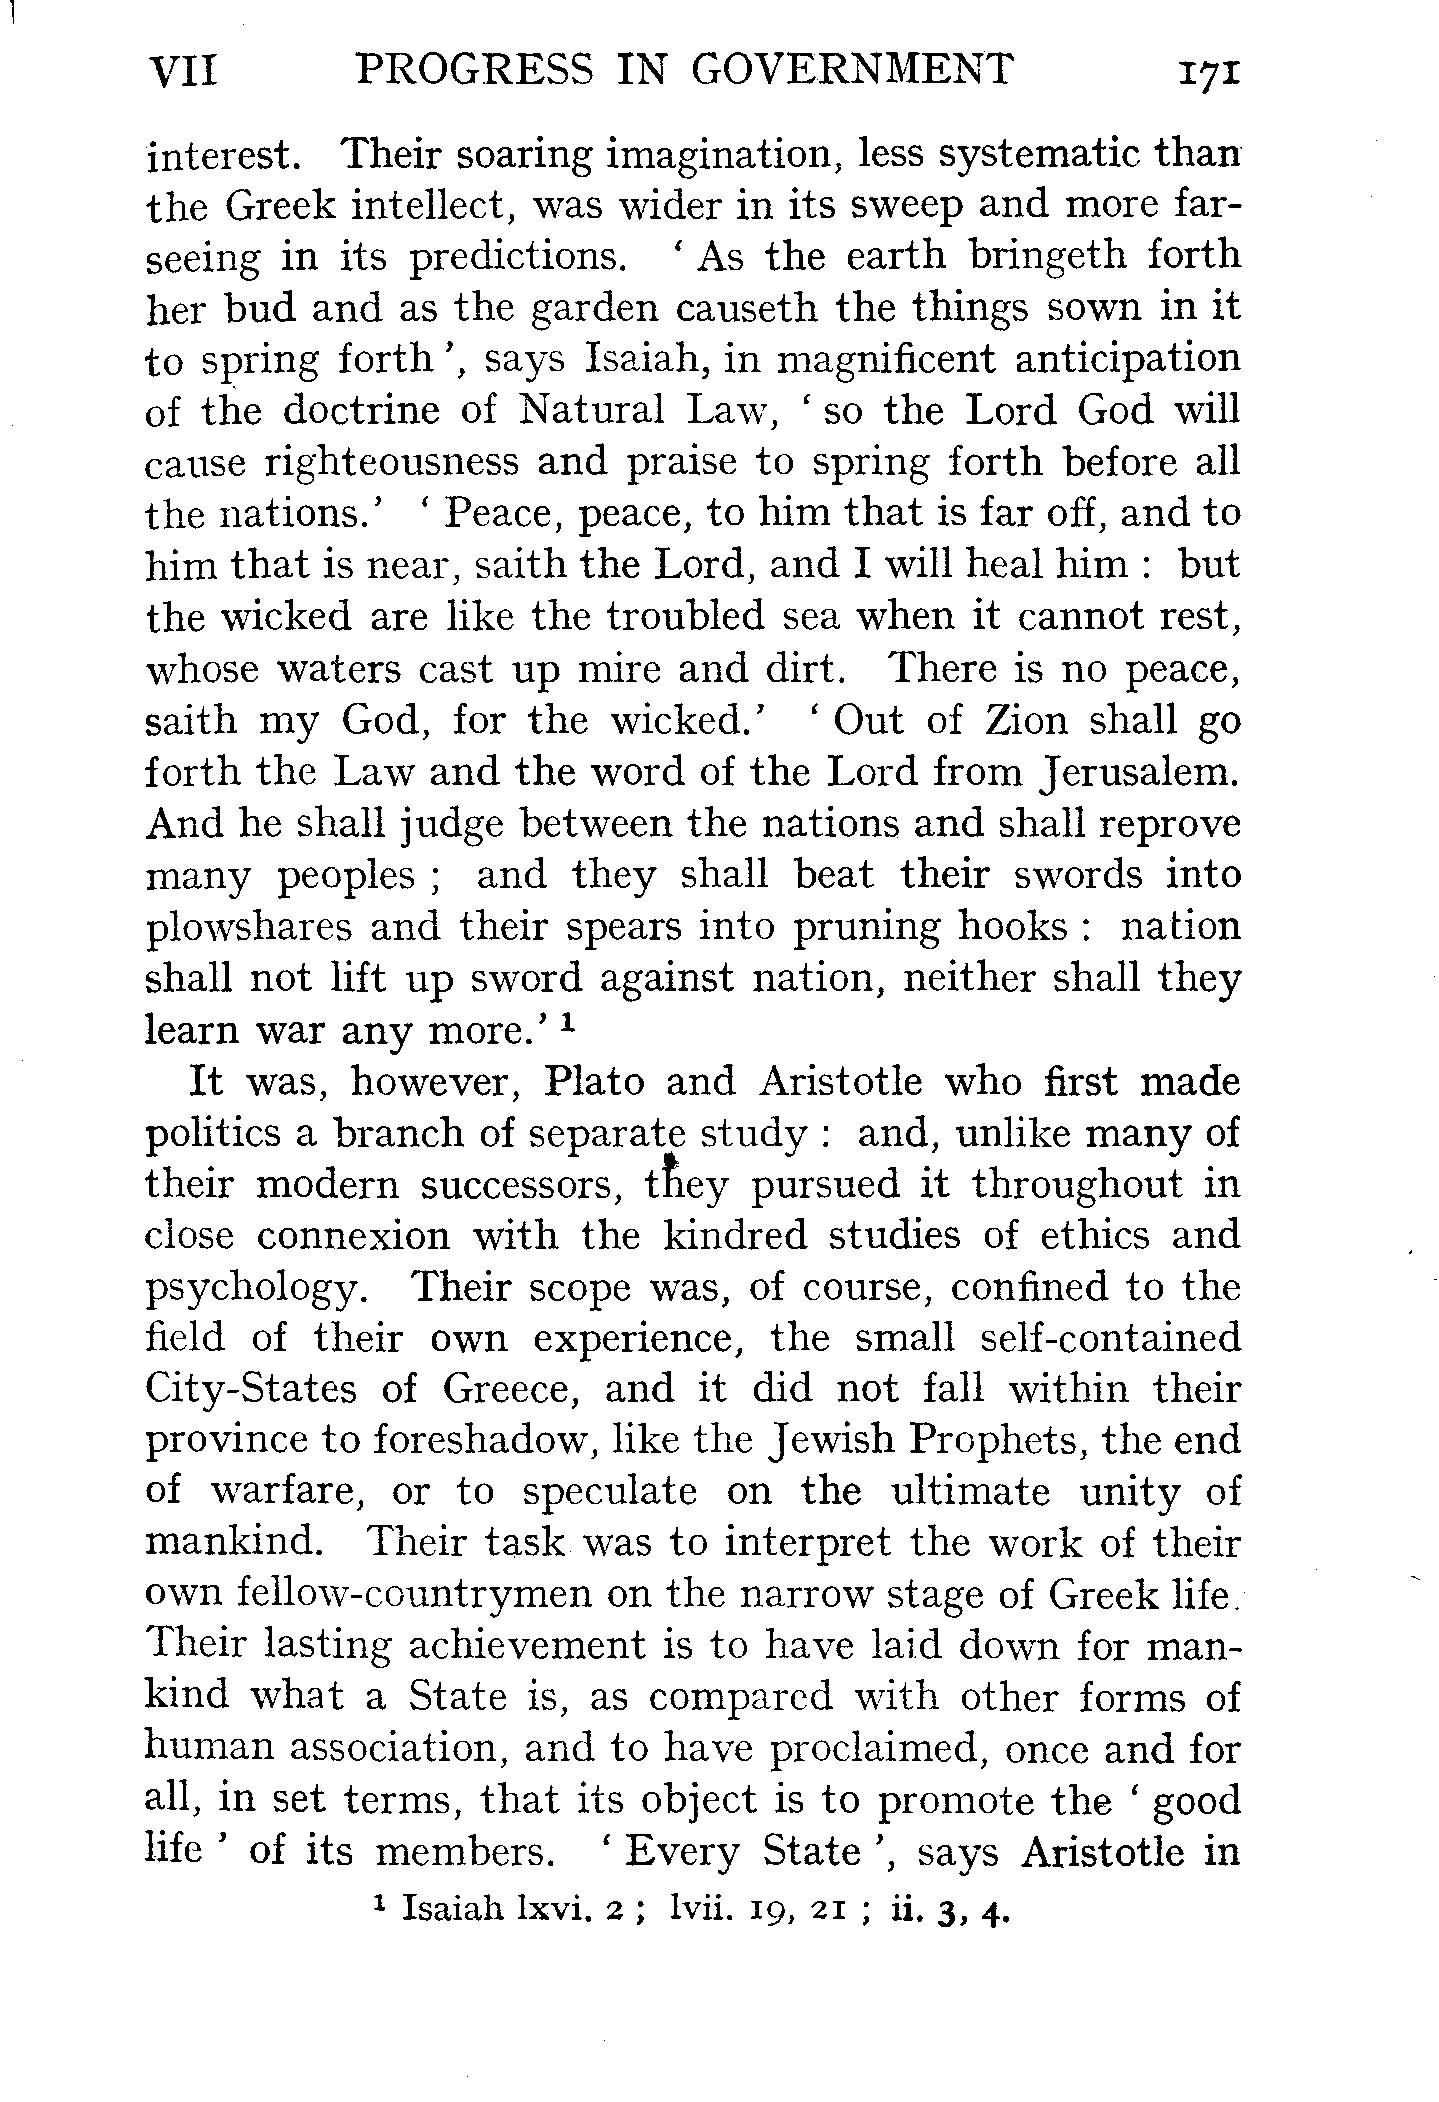 VII PROGRESS IN GOVERNMENT 171
interest. Their soaring imagination, less systematic than
the Greek intellect, was wider in its sweep and more far-
seeing in its predictions. ‘ As the earth bringeth forth
her bud and as the garden causeth the things sown in it
to spring forth ’, says Isaiah, in magnificent anticipation
of the doctrine of Natural Law, ‘ so the Lord God will
cause righteousness and praise to spring forth before all
the nations.’ ‘ Peace, peace, to him that is far off, and to
him that is near, saith the Lord, and I will heal him : but
the wicked are like the troubled sea when it cannot rest,
whose waters cast up mire and dirt. There is no peace,
saith my God, for the wicked.’ ‘ Out of Zion shall go
forth the Law and the word of the Lord from Jerusalem.
And he shall judge between the nations and shall reprove
many peoples ; and they shall beat their swords into
plowshares and their spears into pruning hooks : nation
shall not lift up sword against nation, neither shall they
learn war any more.’ ¹
It was, however, Plato and Aristotle who first made
politics a branch of separate study : and, unlike many of
their modern successors, they pursued it throughout in
close connexion with the kindred studies of ethics and
psychology. Their scope was, of course, confined to the
field of their own experience, the small self-contained
City-States of Greece, and it did not fall within their
province to foreshadow, like the Jewish Prophets, the end
of warfare, or to speculate on the ultimate unity of
mankind. Their task was to interpret the work of their
own fellow-countrymen on the narrow stage of Greek life.
Their lasting achievement is to have laid down for man-
kind what a State is, as compared with other forms of
human association, and to have proclaimed, once and for
all, in set terms, that its object is to promote the ‘ good
life ’ of its members. ‘ Every State ’, says Aristotle in
¹ Isaiah lxvi. 2 ; lvii. 19, 21 ; ii. 3, 4.